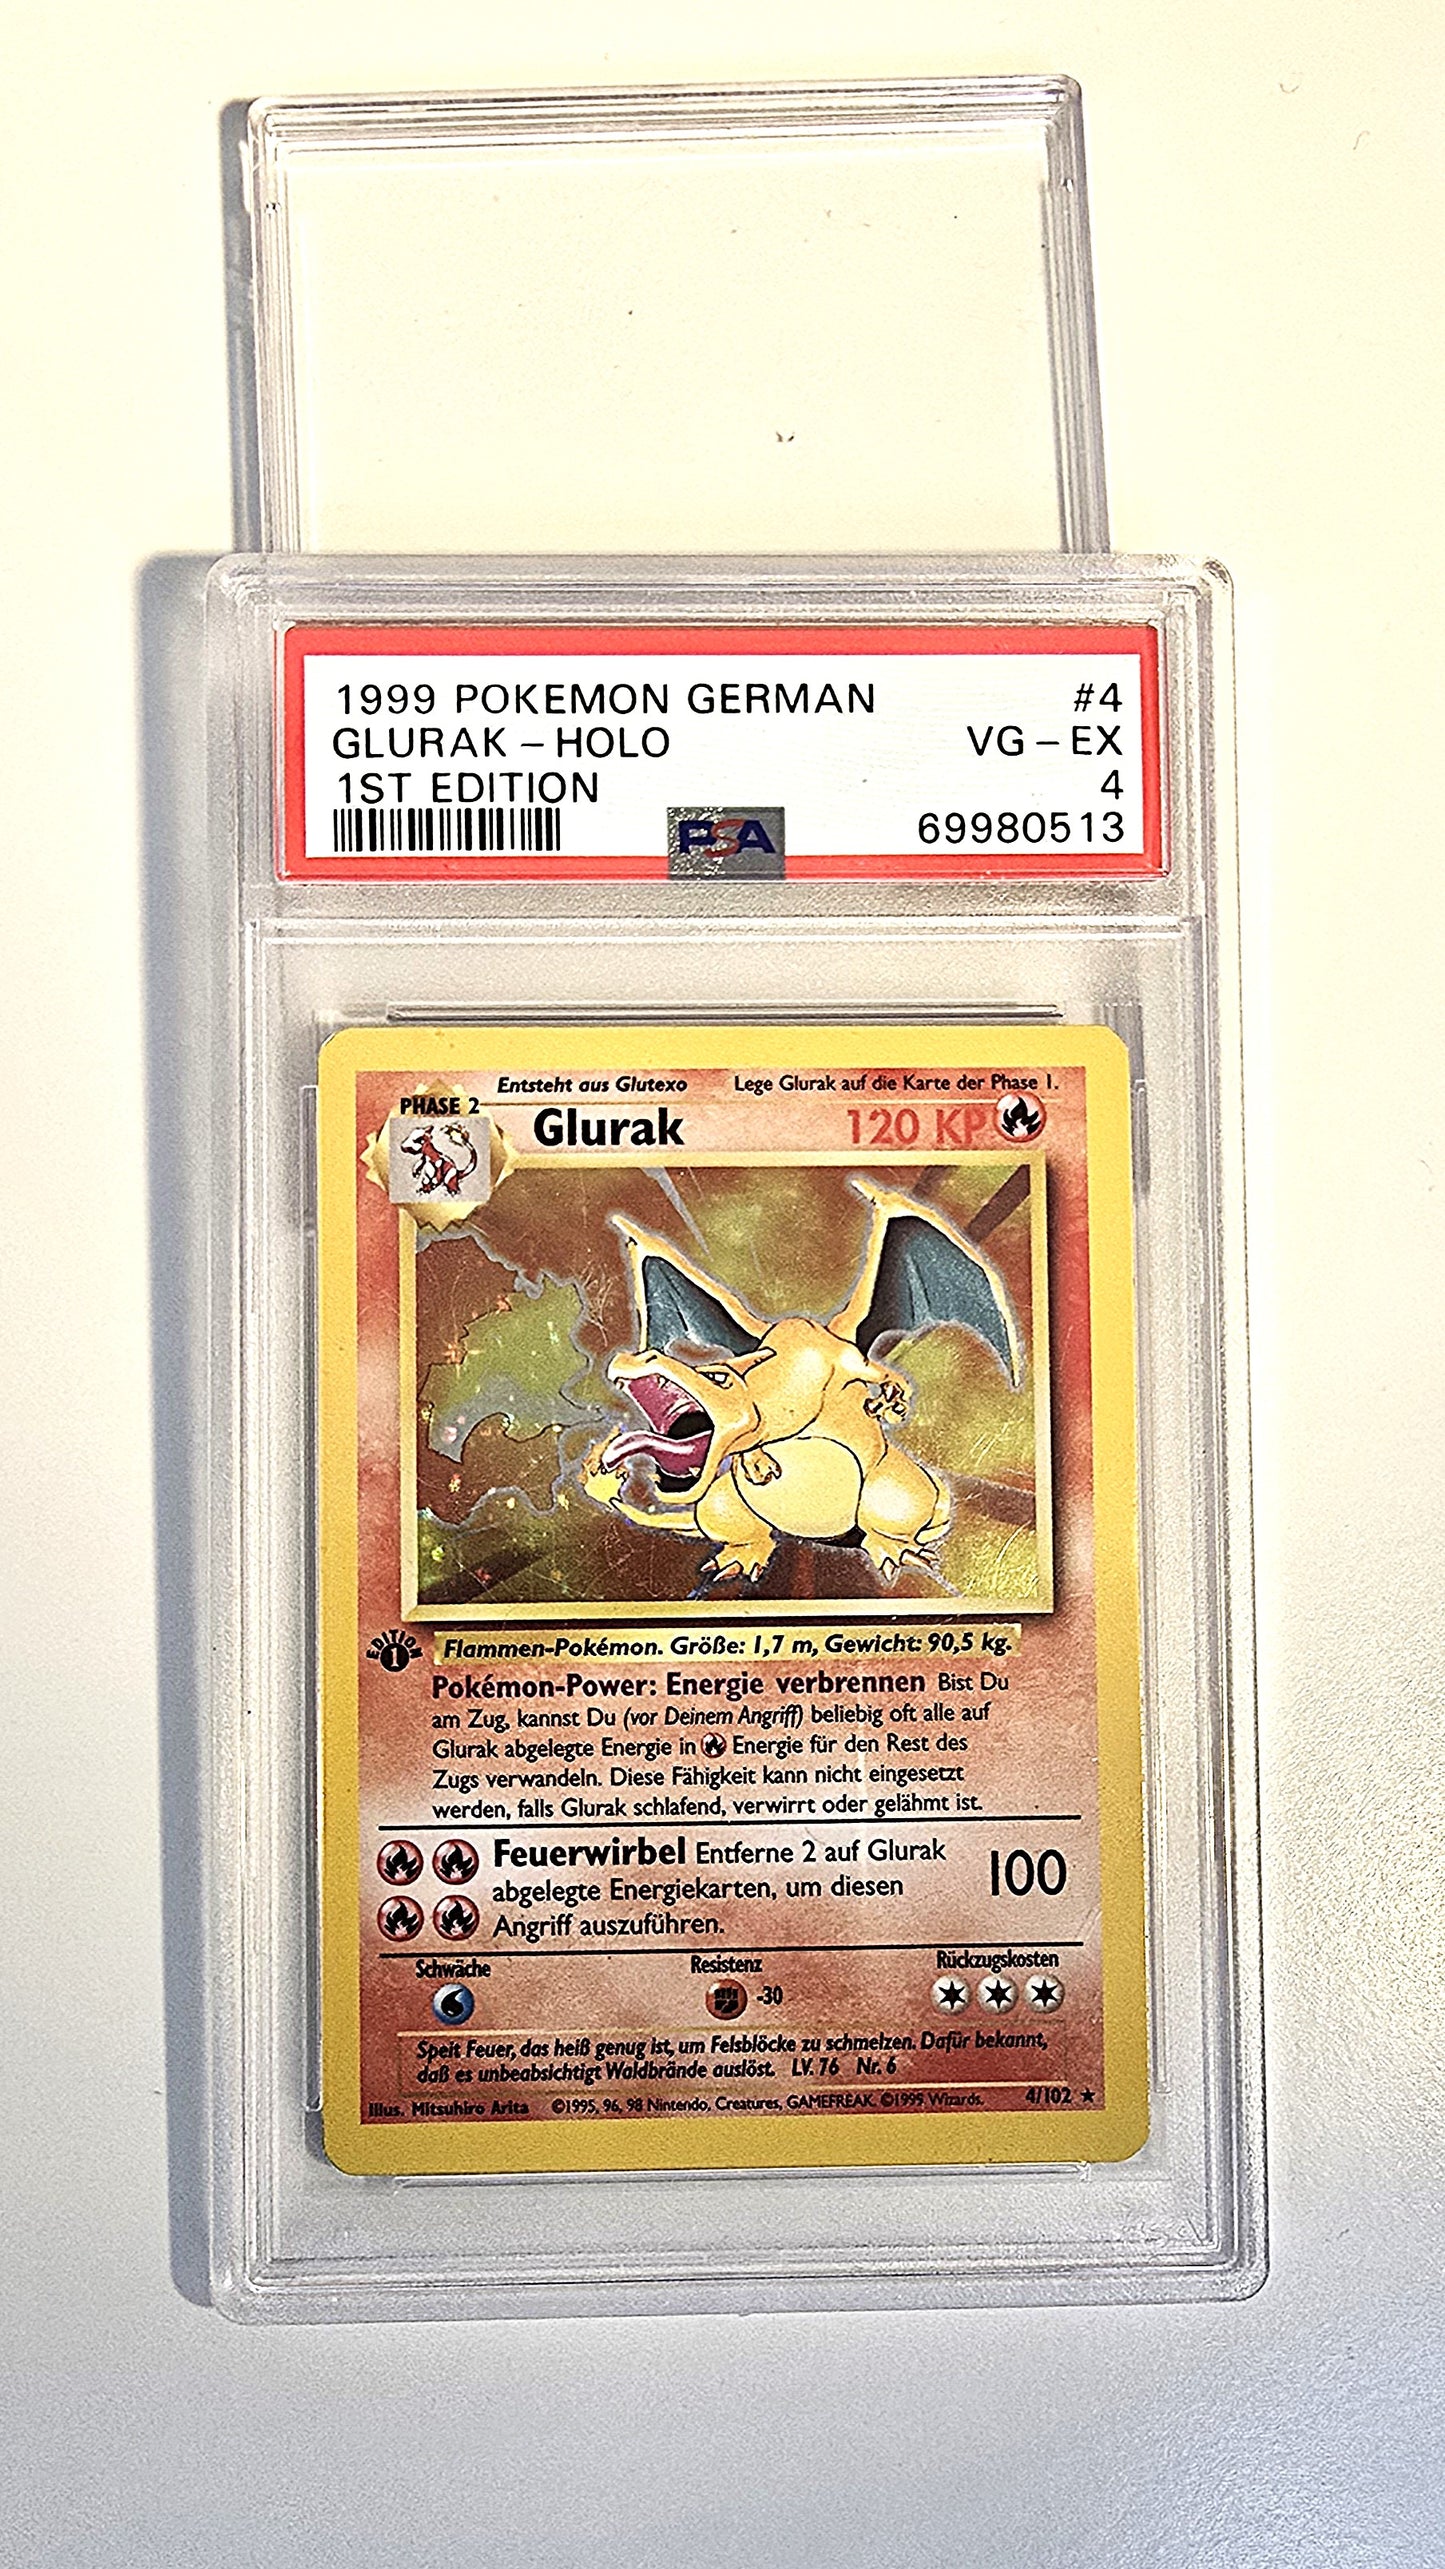 1999 POKEMON GERMAN #4
GLURAK - HOLO VG - EX
1ST EDITION 4
PSA 69980513
Entsteht aus Glutexo Lege Glurak auf die Karte der Phase 1.
PHASE 2
Glurak 120 KP
EDITION 1
Flammen-Pokémon. Größe: 1,7 m, Gewicht: 90,5 kg.
Pokémon-Power: Energie verbrennen Bist Du
am Zug, kannst Du (vor Deinem Angriff) beliebig oft alle auf
Glurak abgelegte Energie in Energie für den Rest des
Zugs verwandeln. Diese Fähigkeit kann nicht eingesetzt
werden, falls Glurak schlafend, verwirrt oder gelähmt ist.
Feuerwirbel Entferne 2 auf Glurak
abgelegte Energiekarten, um diesen 100
Angriff auszuführen.
Schwäche Resistenz Rückzugskosten
-30
Speit Feuer, das heiß genug ist, um Felsblöcke zu schmelzen. Dafür bekannt,
daß es unbeabsichtigt Waldbrände auslöst. LV. 76 Nr. 6
Illus. Mitsuhiro Arita ©1995, 96, 98 Nintendo, Creatures, GAMEFREAK. ©1999 Wizards. 4/102 ★